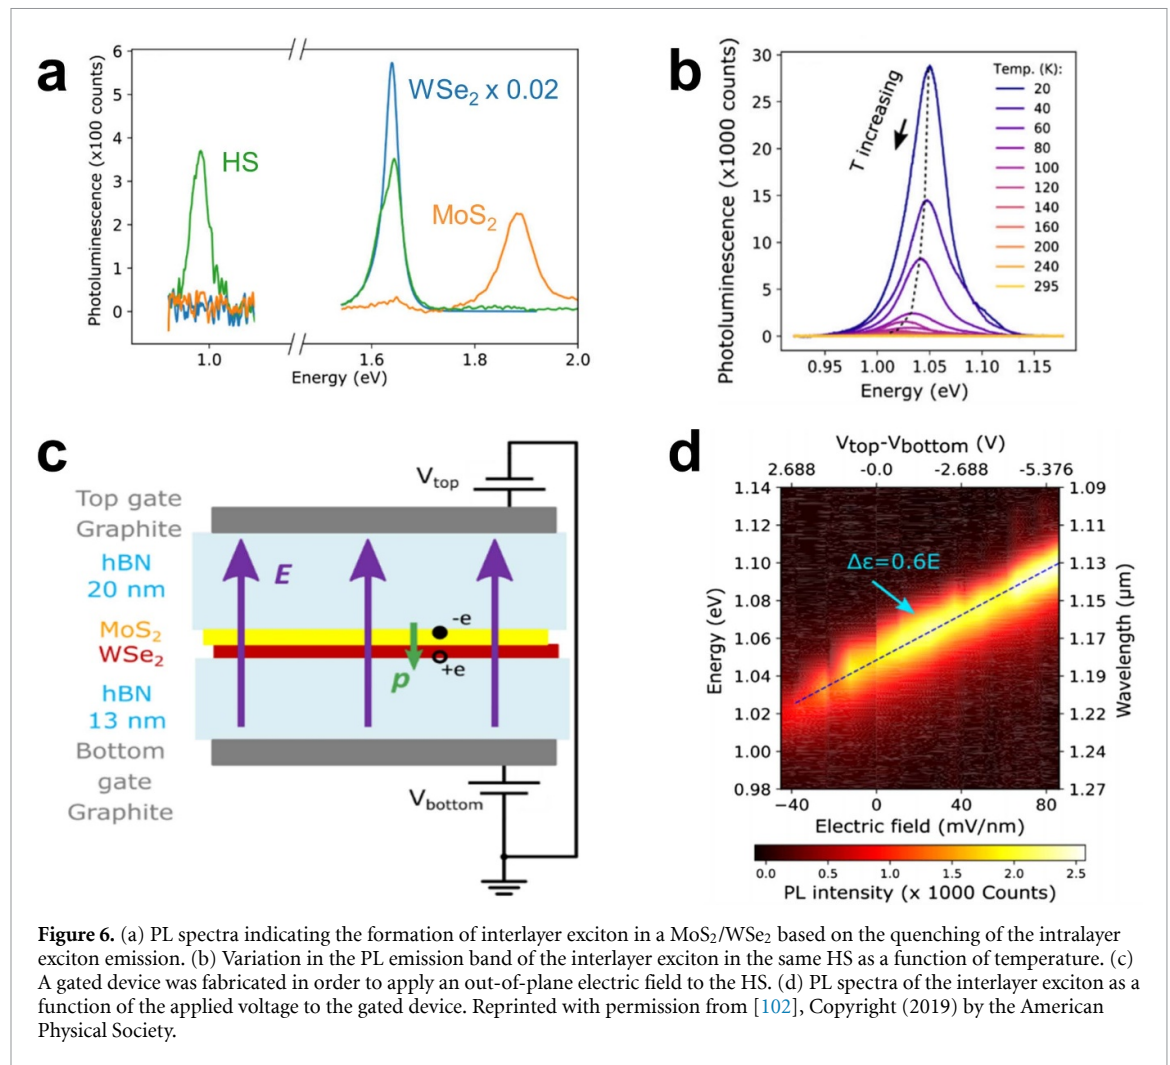 a
Photoluminescence (x100 counts)
6
5
4
3
2
1
0
HS
WSe2 x 0.02
MoS2
1.0
1.6
1.8
2.0
Energy (eV)
b
Photoluminescence (x1000 counts)
30
25
20
15
10
5
0
T increasing
Temp. (K):
20
40
60
80
100
120
140
160
200
240
295
0.95
1.00
1.05
1.10
1.15
Energy (eV)
c
Top gate
Graphite
hBN
20 nm
MoS2
WSe2
hBN
13 nm
Bottom
gate
Graphite
E
p
-e
+e
Vtop
Vbottom
d
Vtop-Vbottom (V)
2.688
-0.0
-2.688
-5.376
Energy (eV)
1.14
1.12
1.10
1.08
1.06
1.04
1.02
1.00
0.98
Δε=0.6E
1.09
1.11
1.13
1.15
1.17
1.19
1.22
1.24
1.27
Wavelength (μm)
−40
0
40
80
Electric field (mV/nm)
0.0
0.5
1.0
1.5
2.0
2.5
PL intensity (x 1000 Counts)
Figure 6. (a) PL spectra indicating the formation of interlayer exciton in a MoS2/WSe2 based on the quenching of the intralayer
exciton emission. (b) Variation in the PL emission band of the interlayer exciton in the same HS as a function of temperature. (c)
A gated device was fabricated in order to apply an out-of-plane electric field to the HS. (d) PL spectra of the interlayer exciton as a
function of the applied voltage to the gated device. Reprinted with permission from [102], Copyright (2019) by the American
Physical Society.